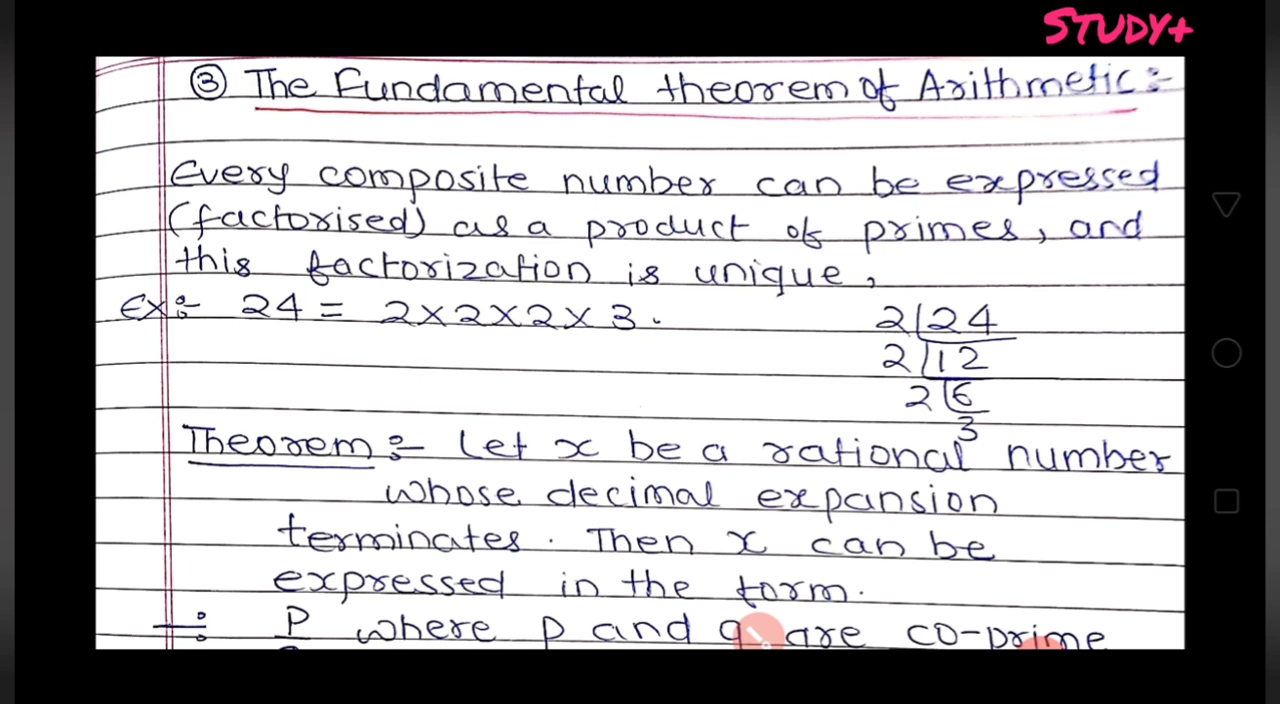 STUDY+
③ The Fundamental theorem of Arithmetic :-
Every composite number can be expressed
(factorised) as a product of primes, and
this factorization is unique,
Ex :- 24 = 2×2×2×3.
2 24
2 12
2 6
3
Theorem :- Let x be a rational number
whose decimal expansion
terminates. Then x can be
expressed in the form.
÷ P where p and q are co-prime